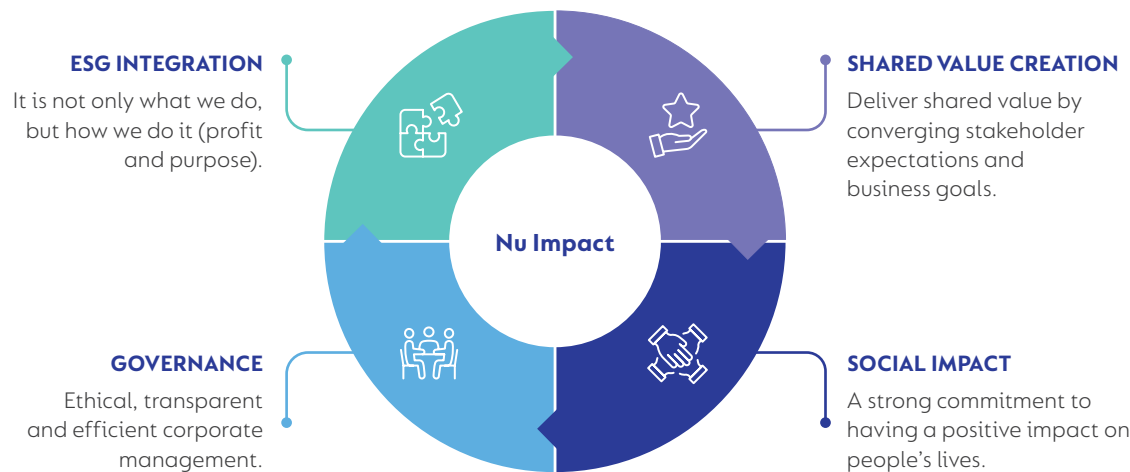 ESG INTEGRATION
It is not only what we do,
but how we do it (profit
and purpose).
SHARED VALUE CREATION
Deliver shared value by
converging stakeholder
expectations and
business goals.
Nu Impact
GOVERNANCE
Ethical, transparent
and efficient corporate
management.
SOCIAL IMPACT
A strong commitment to
having a positive impact on
people’s lives.